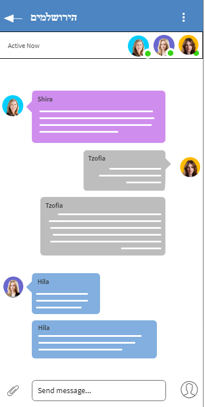 הירושלמים
Active Now
Shira
Tzofia
Tzofia
Hila
Hila
Send message...